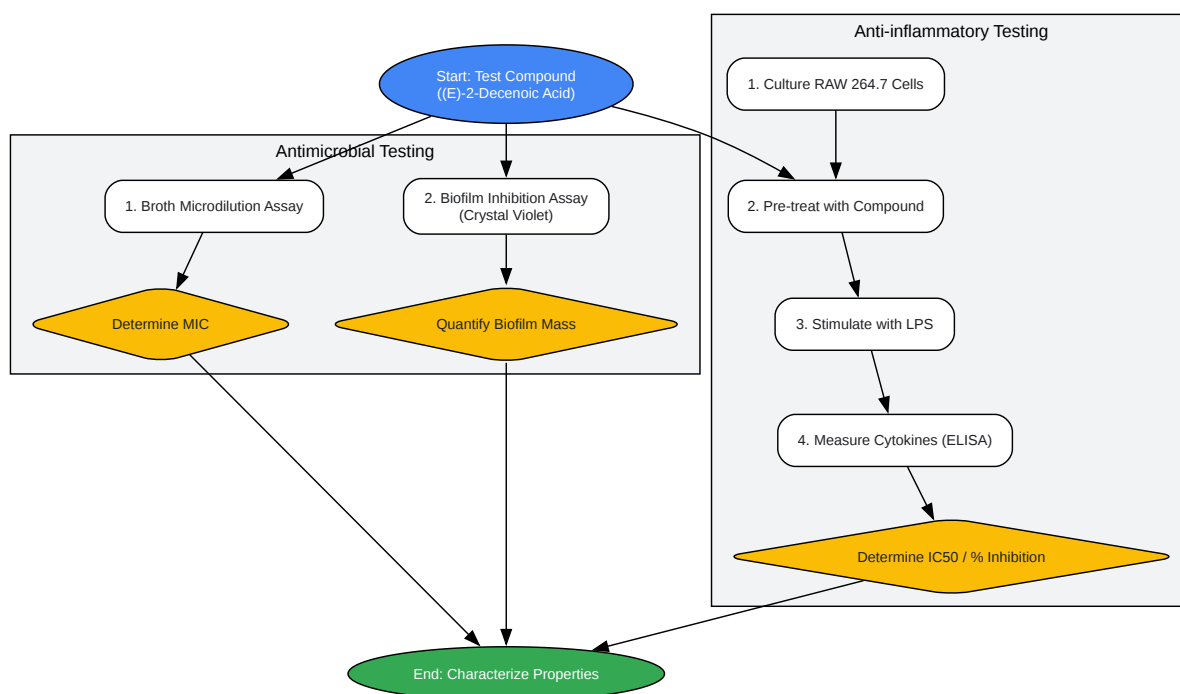 Anti-inflammatory Testing
Start: Test Compound
((E)-2-Decenoic Acid)
1. Culture RAW 264.7 Cells
Antimicrobial Testing
1. Broth Microdilution Assay
2. Biofilm Inhibition Assay
(Crystal Violet)
2. Pre-treat with Compound
Determine MIC
Quantify Biofilm Mass
3. Stimulate with LPS
4. Measure Cytokines (ELISA)
Determine IC50 / % Inhibition
End: Characterize Properties